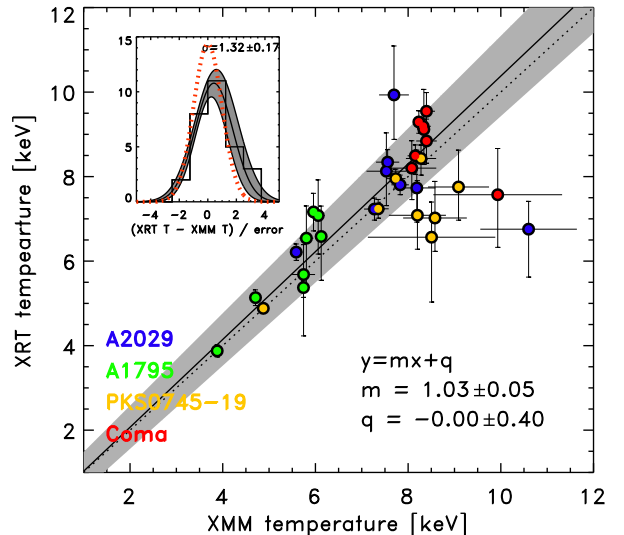 12
10
8
6
4
2
XRT tempearture [keV]
15
10
5
0
σ=1.32±0.17
−4 −2 0 2 4
(XRT T − XMM T) / error
A2029
A1795
PKS0745−19
Coma
y=mx+q
m = 1.03±0.05
q = −0.00±0.40
2 4 6 8 10 12
XMM temperature [keV]